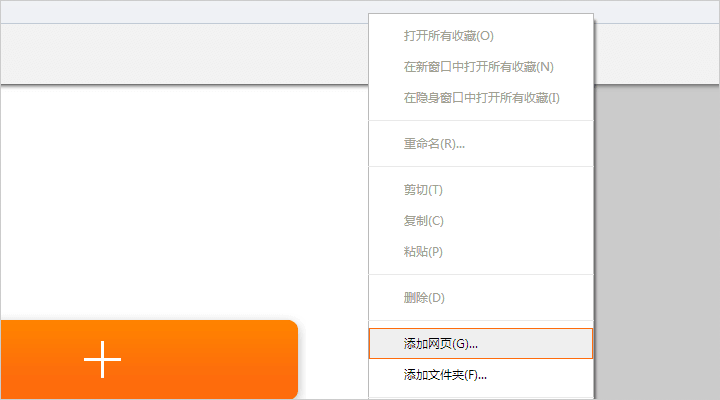 打开所有收藏(O)
在新窗口中打开所有收藏(N)
在隐身窗口中打开所有收藏(I)
重命名(R)...
剪切(T)
复制(C)
粘贴(P)
删除(D)
添加网页(G)...
添加文件夹(F)...